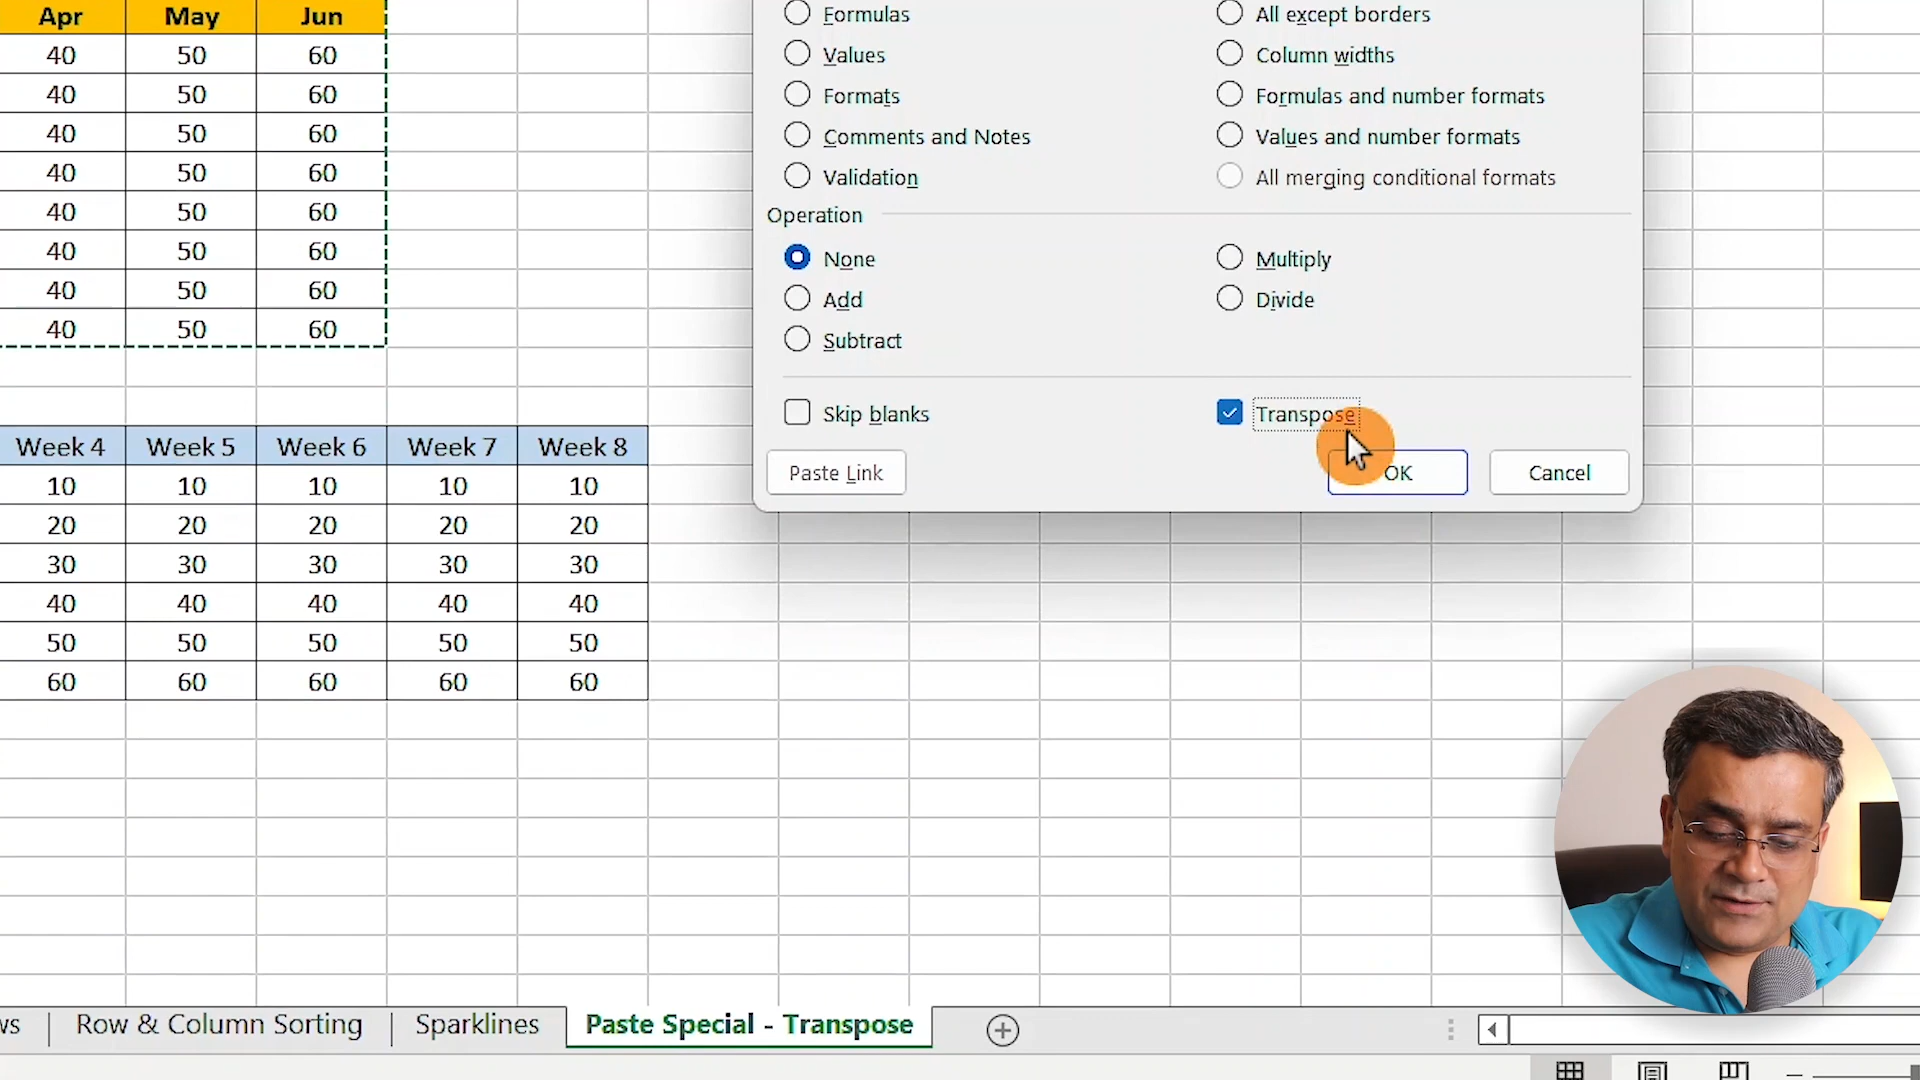 Apr May Jun
40 50 60
40 50 60
40 50 60
40 50 60
40 50 60
40 50 60
40 50 60
40 50 60
Week 4 Week 5 Week 6 Week 7 Week 8
10 10 10 10 10
20 20 20 20 20
30 30 30 30 30
40 40 40 40 40
50 50 50 50 50
60 60 60 60 60
Formulas
Values
Formats
Comments and Notes
Validation
All except borders
Column widths
Formulas and number formats
Values and number formats
All merging conditional formats
Operation
None
Add
Subtract
Multiply
Divide
Skip blanks
Transpose
Paste Link
OK
Cancel
ws Row & Column Sorting Sparklines Paste Special - Transpose